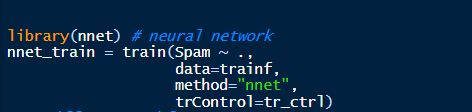 library(nnet) # neural network
nnet_train = train(Spam ~ .,
data=trainf,
method="nnet",
trControl=tr_ctrl)